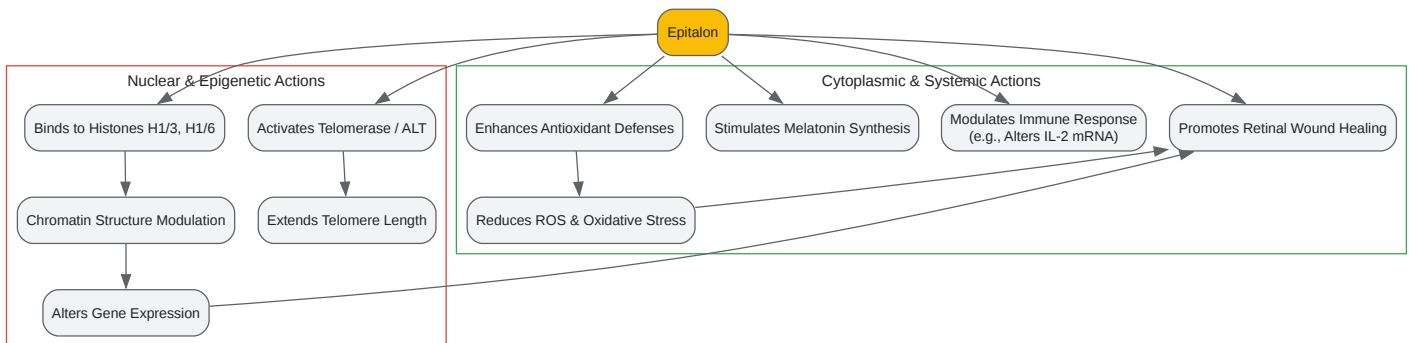 Epitalon
Nuclear & Epigenetic Actions
Cytoplasmic & Systemic Actions
Binds to Histones H1/3, H1/6
Activates Telomerase / ALT
Enhances Antioxidant Defenses
Stimulates Melatonin Synthesis
Modulates Immune Response
(e.g., Alters IL-2 mRNA)
Promotes Retinal Wound Healing
Chromatin Structure Modulation
Extends Telomere Length
Reduces ROS & Oxidative Stress
Alters Gene Expression